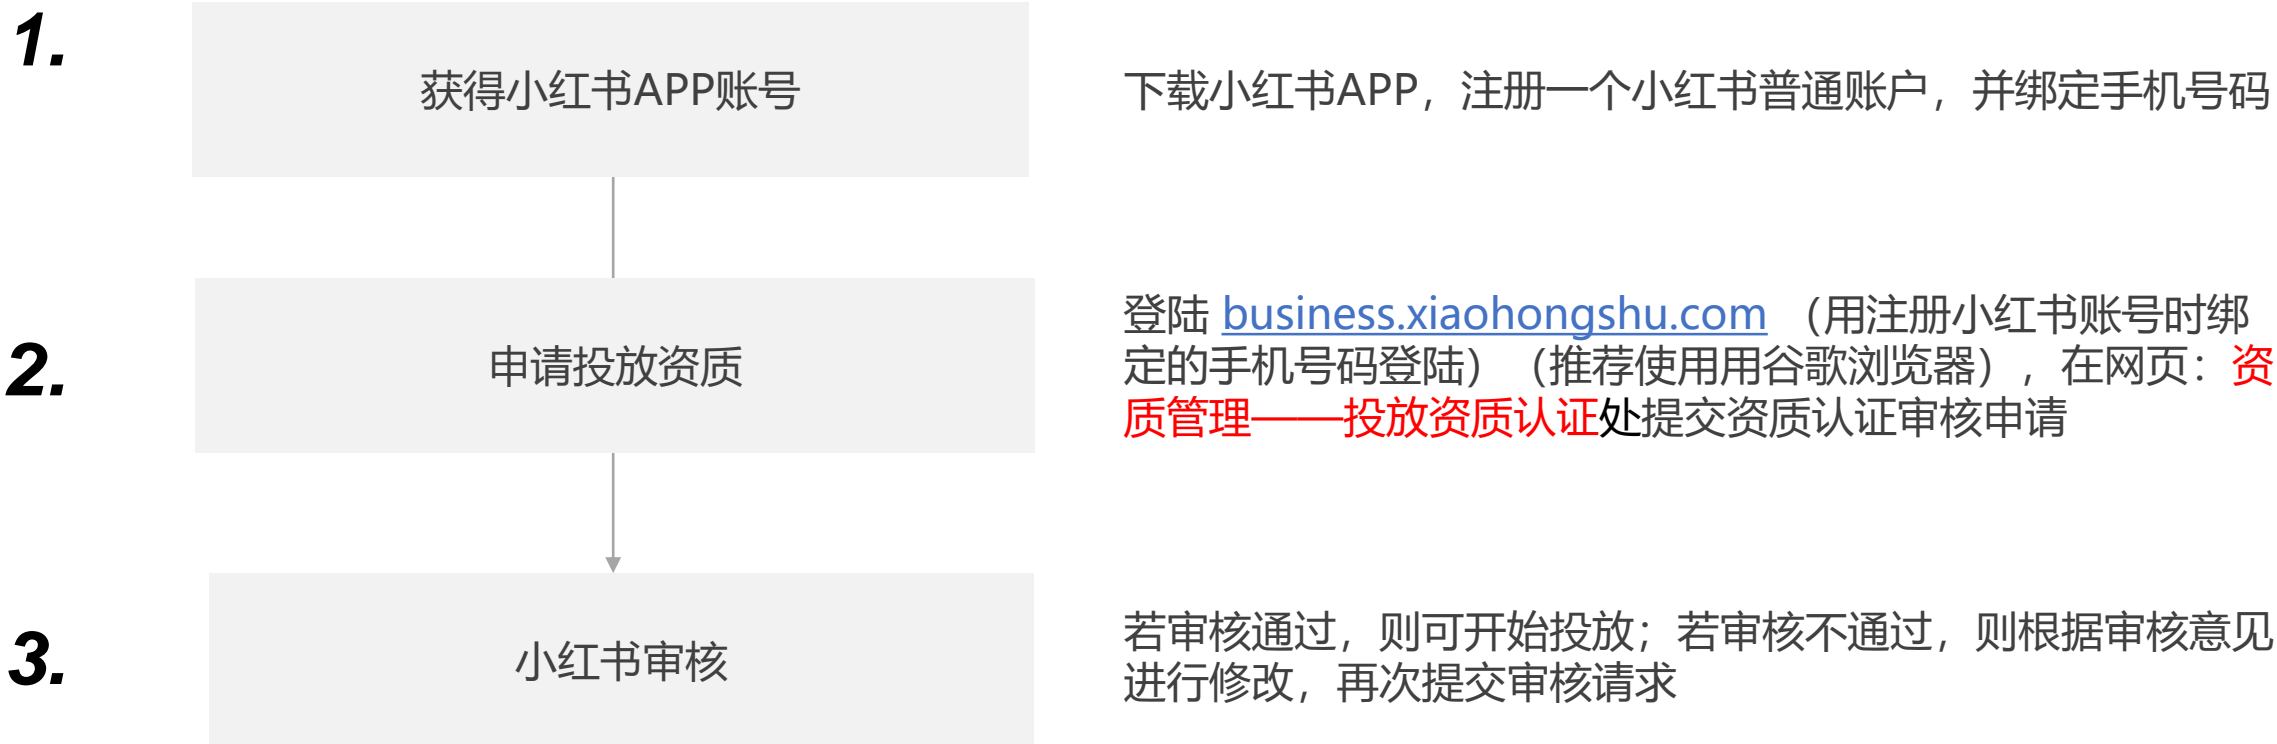 1.
获得小红书APP账号
下载小红书APP，注册一个小红书普通账户，并绑定手机号码
2.
申请投放资质
登陆 business.xiaohongshu.com （用注册小红书账号时绑
定的手机号码登陆）（推荐使用用谷歌浏览器），在网页：资
质管理——投放资质认证处提交资质认证审核申请
3.
小红书审核
若审核通过，则可开始投放；若审核不通过，则根据审核意见
进行修改，再次提交审核请求